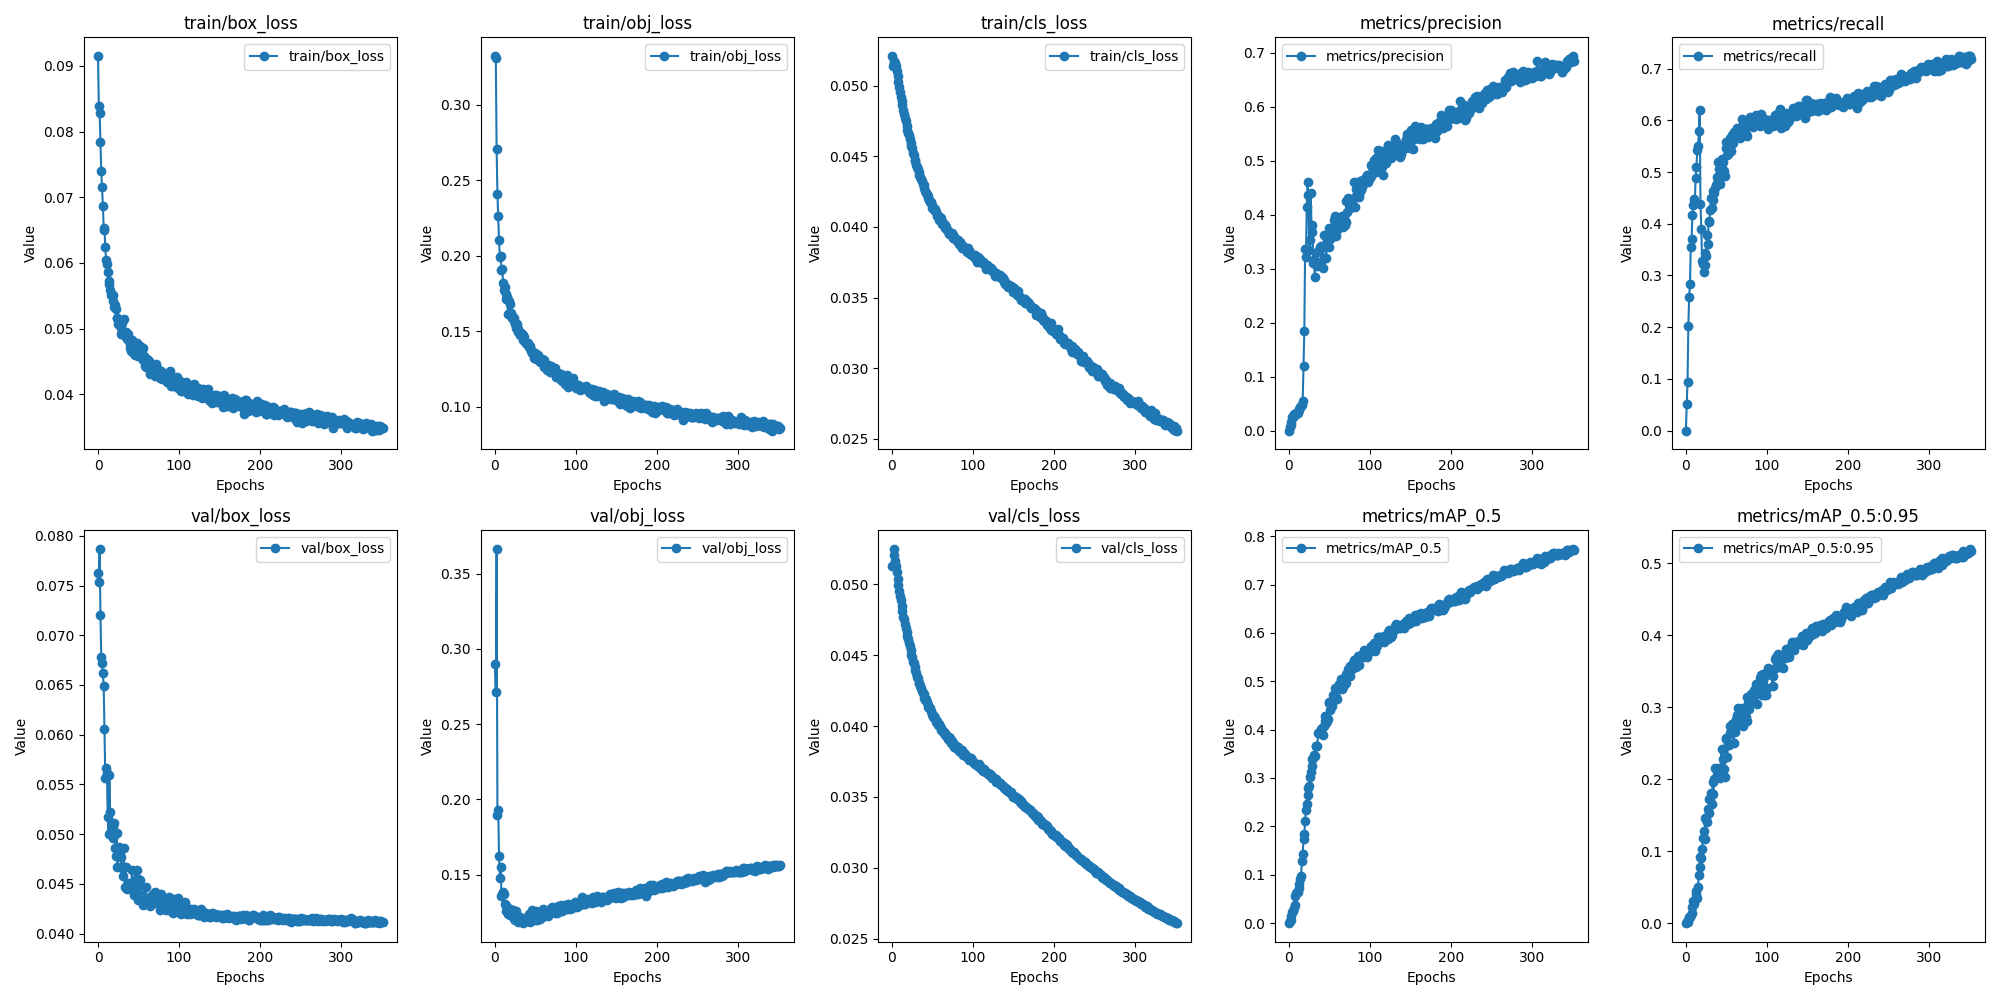 train/box_loss
train/box_loss
0.09
0.08
0.07
0.06
0.05
0.04
Value
0 100 200 300
Epochs
train/obj_loss
train/obj_loss
0.30
0.25
0.20
0.15
0.10
Value
0 100 200 300
Epochs
train/cls_loss
train/cls_loss
0.050
0.045
0.040
0.035
0.030
0.025
Value
0 100 200 300
Epochs
metrics/precision
metrics/precision
0.7
0.6
0.5
0.4
0.3
0.2
0.1
0.0
Value
0 100 200 300
Epochs
metrics/recall
metrics/recall
0.7
0.6
0.5
0.4
0.3
0.2
0.1
0.0
Value
0 100 200 300
Epochs
val/box_loss
val/box_loss
0.080
0.075
0.070
0.065
0.060
0.055
0.050
0.045
0.040
Value
0 100 200 300
Epochs
val/obj_loss
val/obj_loss
0.35
0.30
0.25
0.20
0.15
Value
0 100 200 300
Epochs
val/cls_loss
val/cls_loss
0.050
0.045
0.040
0.035
0.030
0.025
Value
0 100 200 300
Epochs
metrics/mAP_0.5
metrics/mAP_0.5
0.8
0.7
0.6
0.5
0.4
0.3
0.2
0.1
0.0
Value
0 100 200 300
Epochs
metrics/mAP_0.5:0.95
metrics/mAP_0.5:0.95
0.5
0.4
0.3
0.2
0.1
0.0
Value
0 100 200 300
Epochs